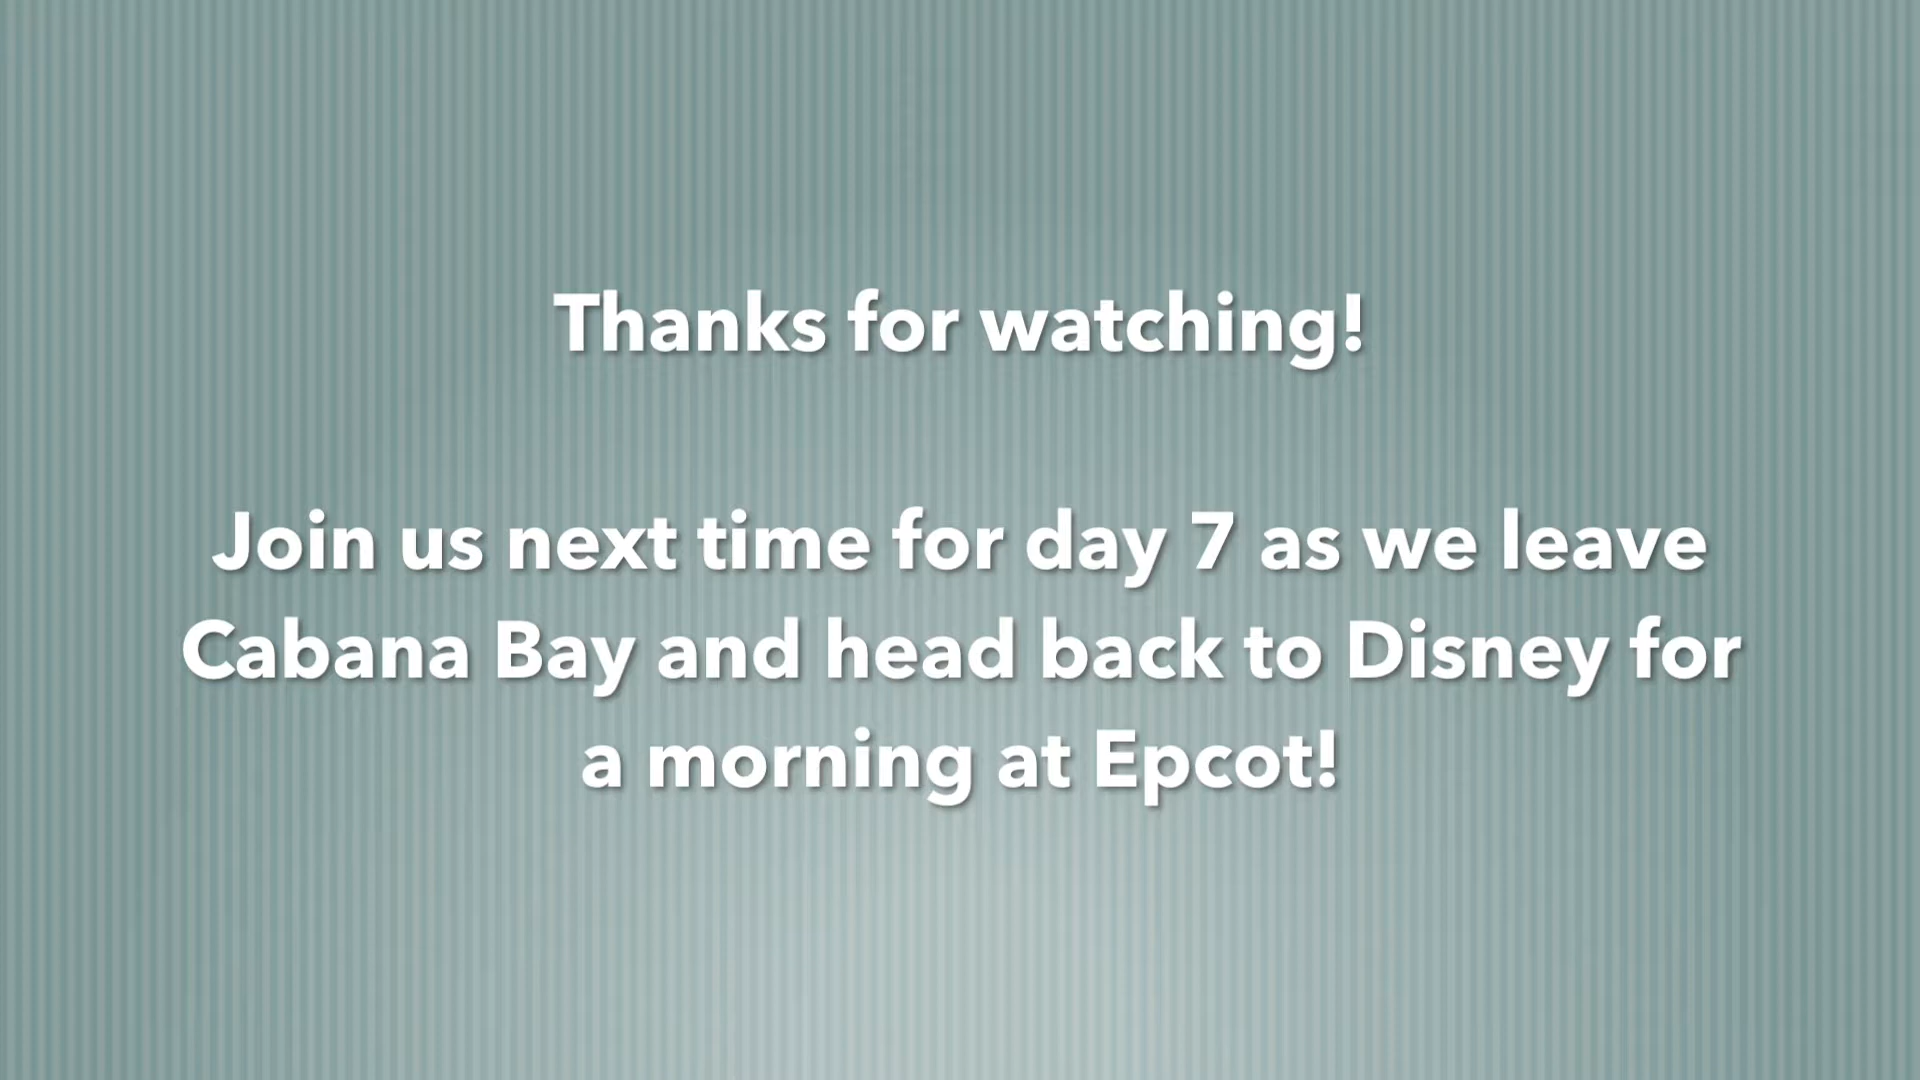 Thanks for watching!
Join us next time for day 7 as we leave
Cabana Bay and head back to Disney for
a morning at Epcot!